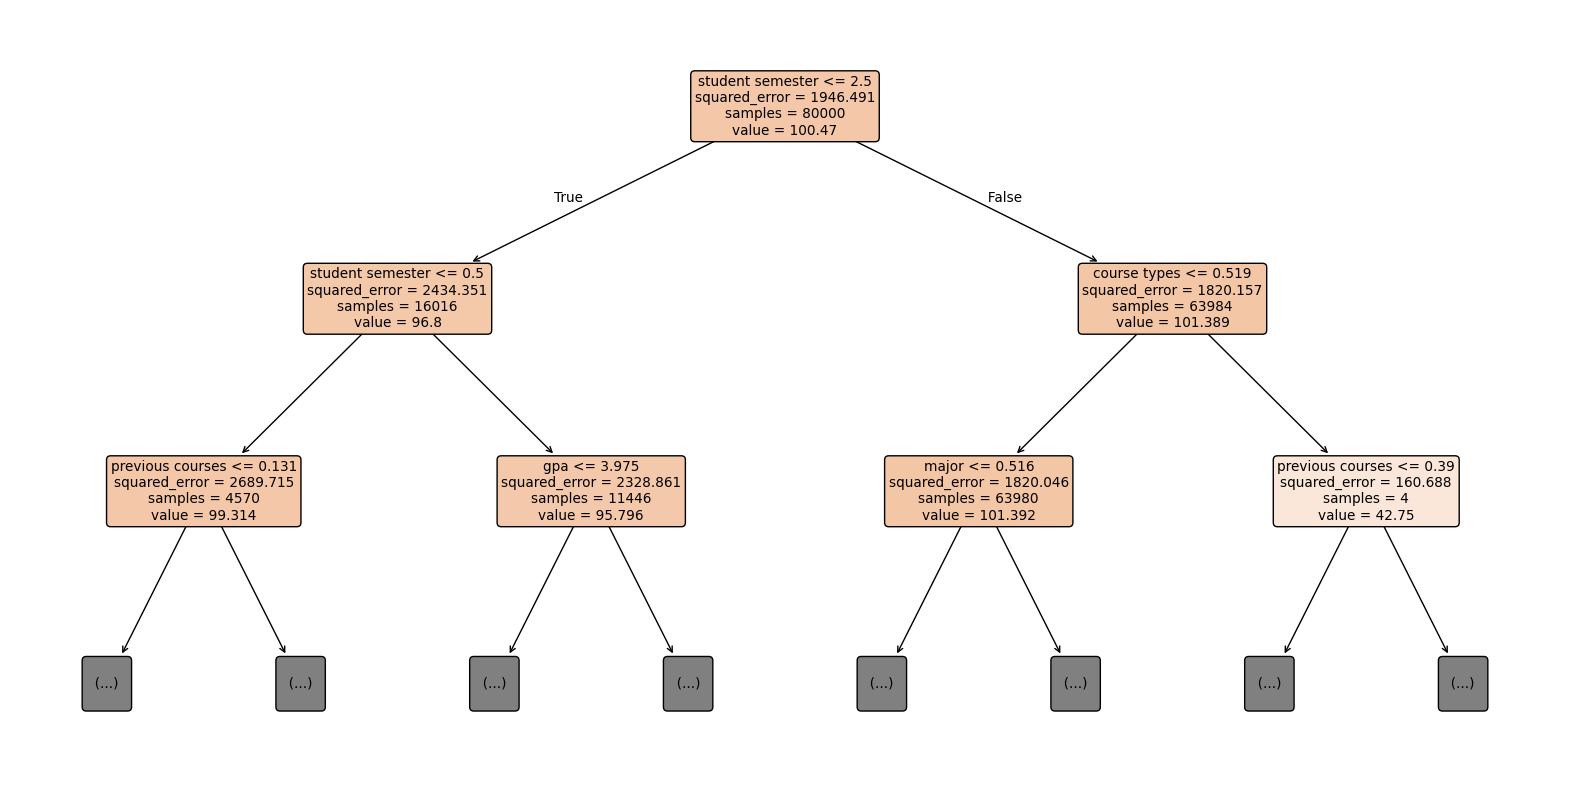 student semester <= 2.5
squared_error = 1946.491
samples = 80000
value = 100.47
True
False
student semester <= 0.5
squared_error = 2434.351
samples = 16016
value = 96.8
course types <= 0.519
squared_error = 1820.157
samples = 63984
value = 101.389
previous courses <= 0.131
squared_error = 2689.715
samples = 4570
value = 99.314
gpa <= 3.975
squared_error = 2328.861
samples = 11446
value = 95.796
major <= 0.516
squared_error = 1820.046
samples = 63980
value = 101.392
previous courses <= 0.39
squared_error = 160.688
samples = 4
value = 42.75
(...)
(...)
(...)
(...)
(...)
(...)
(...)
(...)